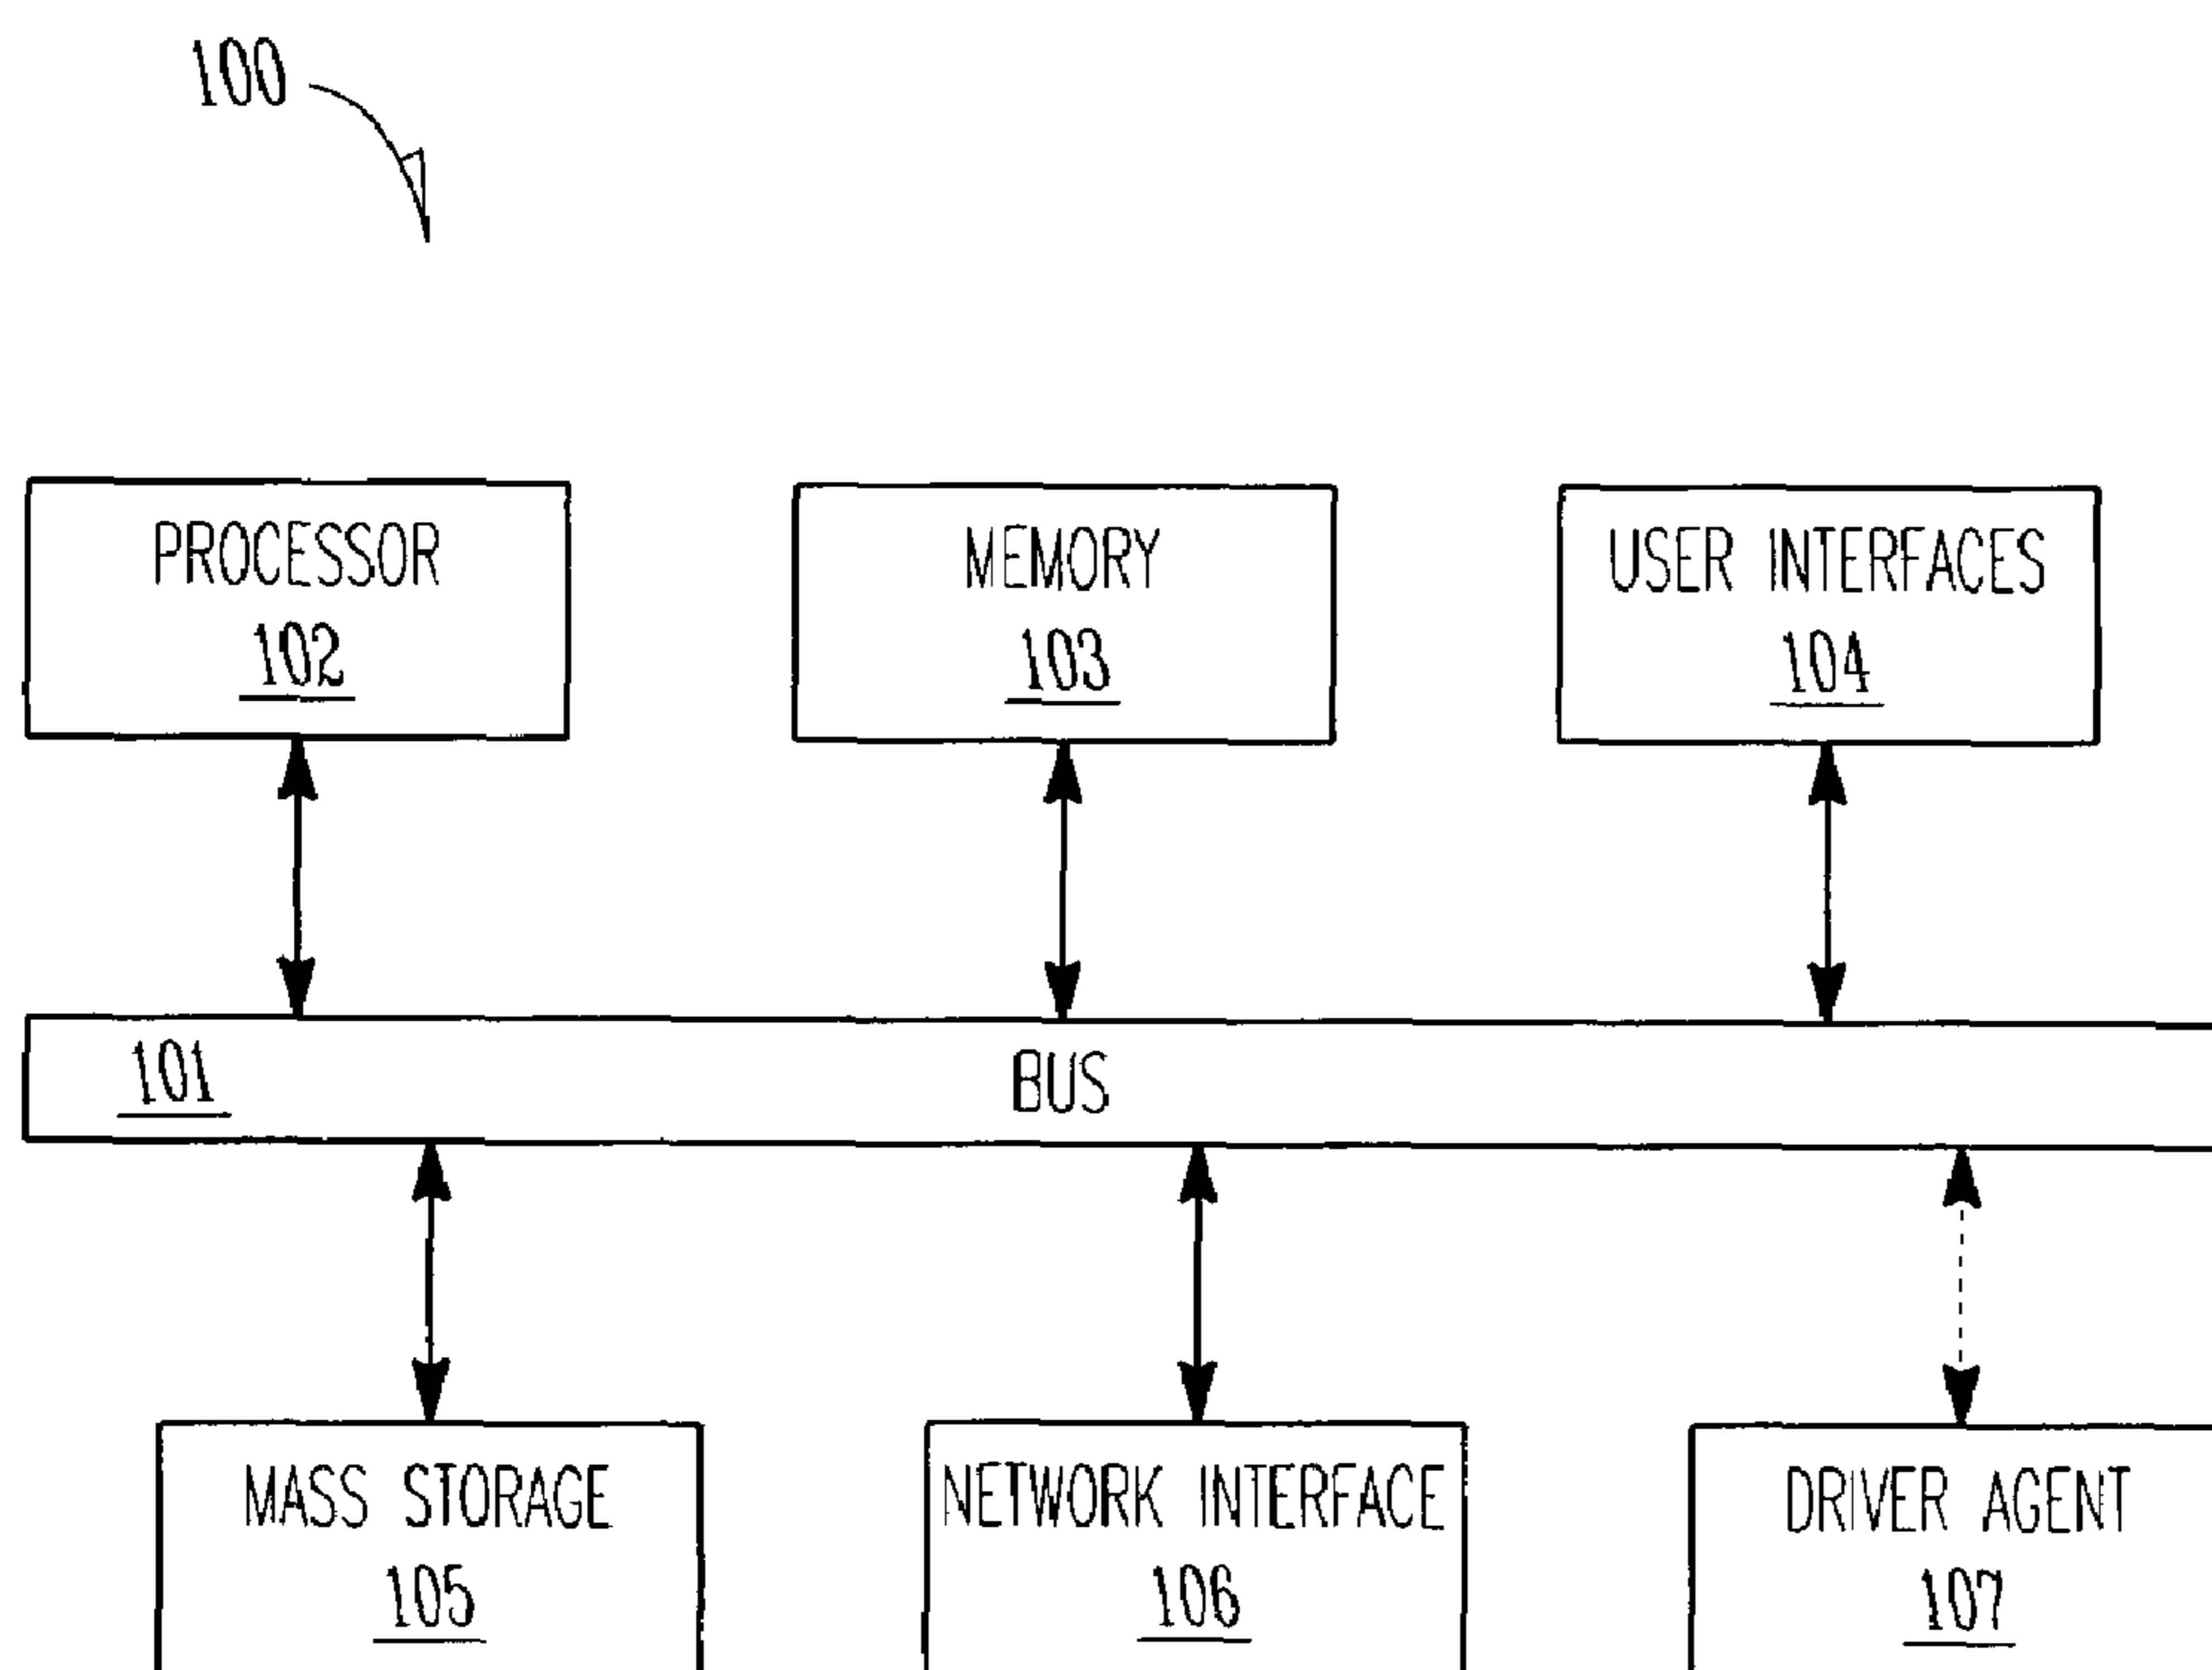 100
PROCESSOR
102
MEMORY
103
USER INTERFACES
104
101
BUS
MASS STORAGE
105
NETWORK INTERFACE
106
DRIVER AGENT
107